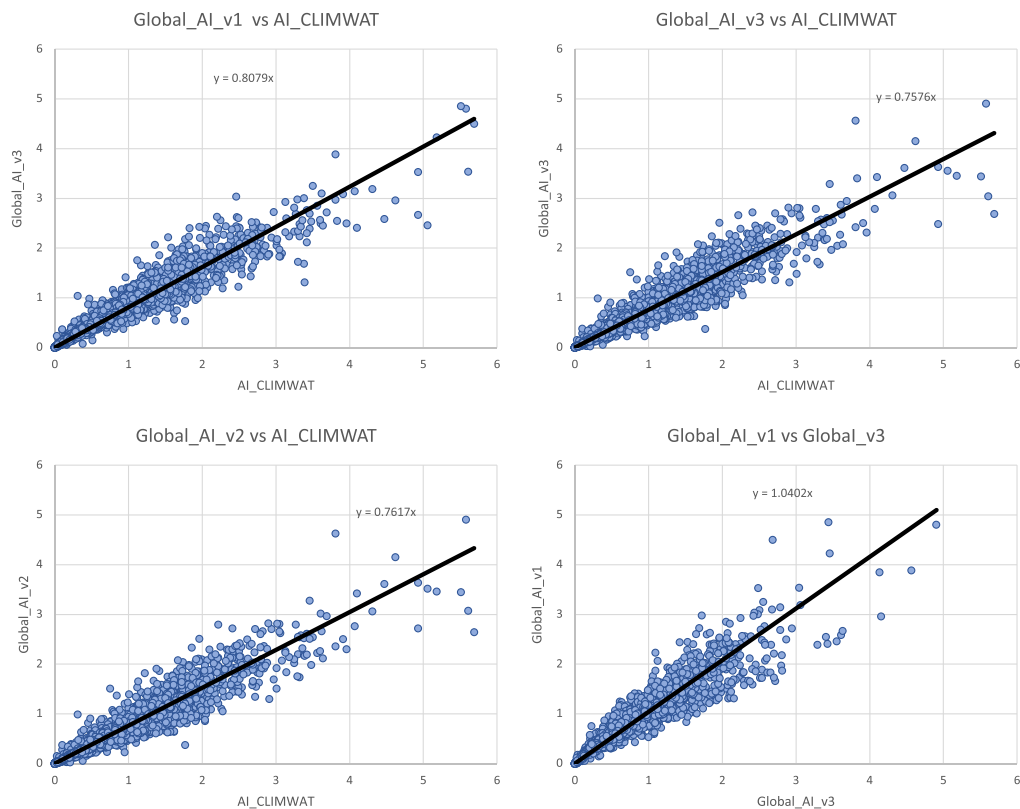 Global_AI_v1  vs AI_CLIMWAT
6
5
4
3
2
1
0
Global_AI_v3
y = 0.8079x
0 1 2 3 4 5 6
AI_CLIMWAT
Global_AI_v3 vs AI_CLIMWAT
6
5
4
3
2
1
0
Global_AI_v3
y = 0.7576x
0 1 2 3 4 5 6
AI_CLIMWAT
Global_AI_v2 vs AI_CLIMWAT
6
5
4
3
2
1
0
Global_AI_v2
y = 0.7617x
0 1 2 3 4 5 6
AI_CLIMWAT
Global_AI_v1 vs Global_v3
6
5
4
3
2
1
0
Global_AI_v1
y = 1.0402x
0 1 2 3 4 5 6
Global_AI_v3